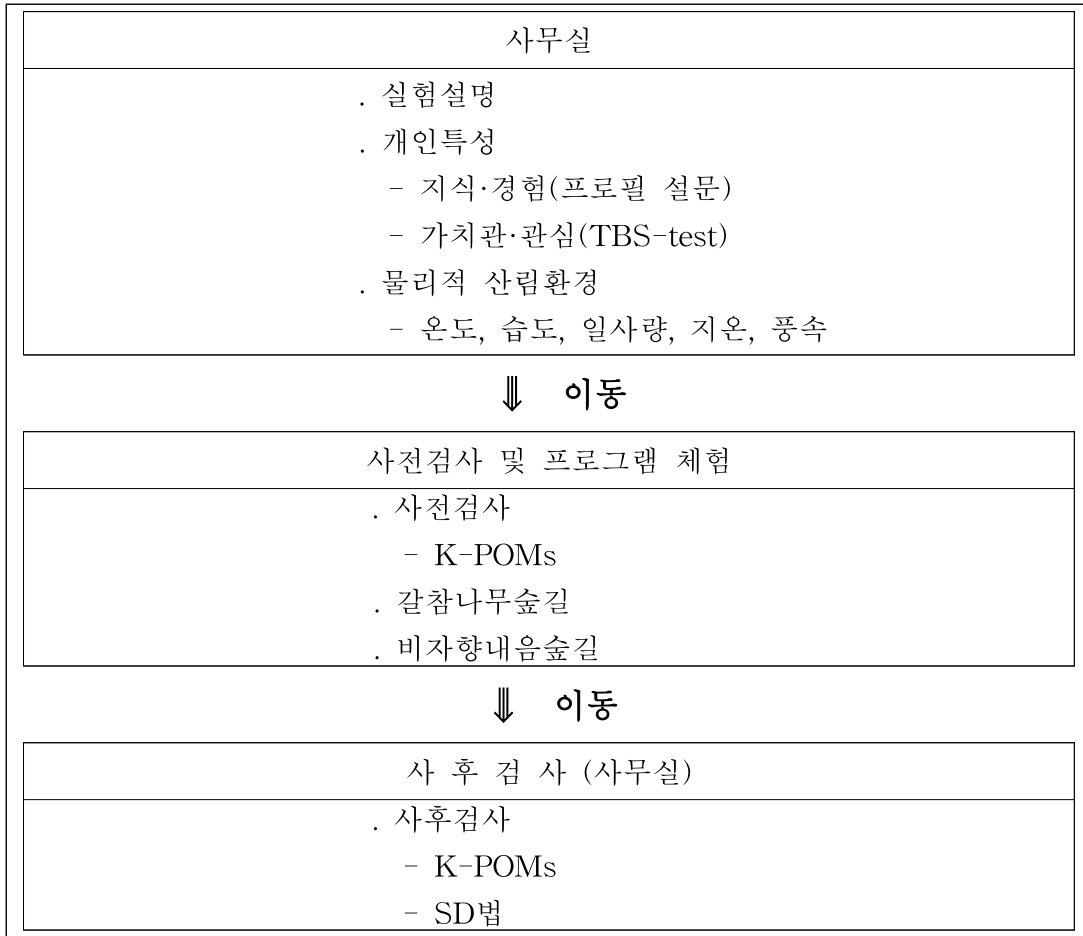 사무실
. 실험설명
. 개인특성
- 지식·경험(프로필 설문)
- 가치관·관심(TBS-test)
. 물리적 산림환경
- 온도, 습도, 일사량, 지온, 풍속
⇓ 이동
사전검사 및 프로그램 체험
. 사전검사
- K-POMs
. 갈참나무숲길
. 비자향내음숲길
⇓ 이동
사 후 검 사 (사무실)
. 사후검사
- K-POMs
- SD법